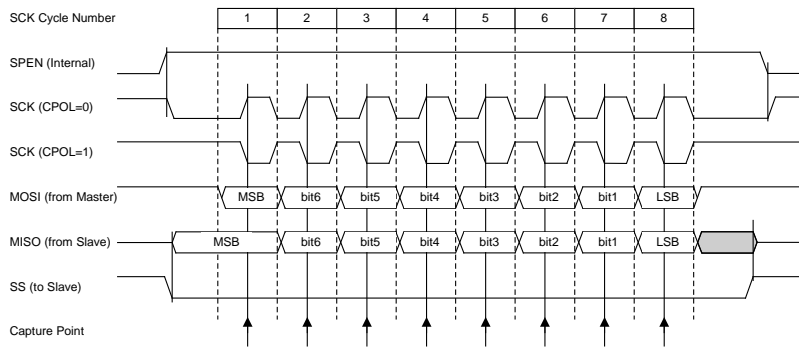 SCK Cycle Number 1 2 3 4 5 6 7 8
SPEN (Internal)
SCK (CPOL=0)
SCK (CPOL=1)
MOSI (from Master) MSB bit6 bit5 bit4 bit3 bit2 bit1 LSB
MISO (from Slave) MSB bit6 bit5 bit4 bit3 bit2 bit1 LSB
SS (to Slave)
Capture Point